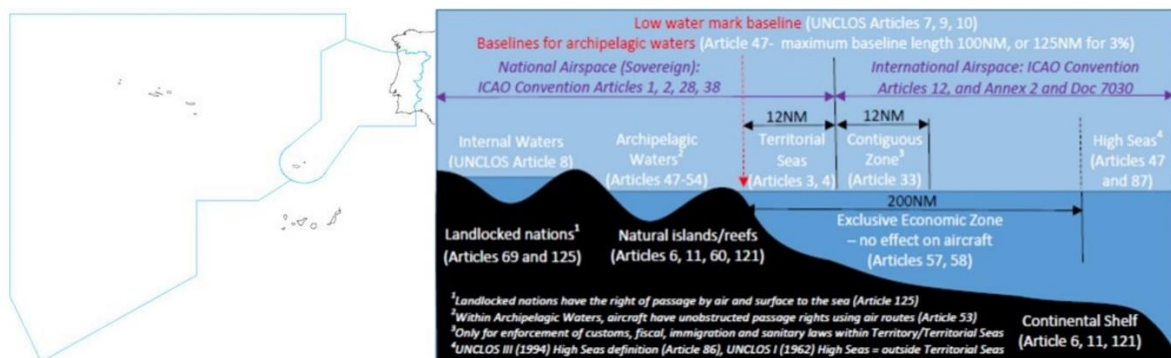 Low water mark baseline (UNCLOS Articles 7, 9, 10)
Baselines for archipelagic waters (Article 47- maximum baseline length 100NM, or 125NM for 3%)
National Airspace (Sovereign):
ICAO Convention Articles 1, 2, 28, 38
International Airspace: ICAO Convention
Articles 12, and Annex 2 and Doc 7030
12NM
12NM
Internal Waters
(UNCLOS Article 8)
Archipelagic
Waters2
(Articles 47-54)
Territorial
Seas
(Articles 3, 4)
Contiguous
Zone3
(Article 33)
High Seas4
(Articles 47
and 87)
200NM
Exclusive Economic Zone
– no effect on aircraft
(Articles 57, 58)
Landlocked nations1
(Articles 69 and 125)
Natural islands/reefs
(Articles 6, 11, 60, 121)
1Landlocked nations have the right of passage by air and surface to the sea (Article 125)
2Within Archipelagic Waters, aircraft have unobstructed passage rights using air routes (Article 53)
3Only for enforcement of customs, fiscal, immigration and sanitary laws within Territory/Territorial Seas
4UNCLOS III (1994) High Seas definition (Article 86), UNCLOS I (1962) High Seas = outside Territorial Seas
Continental Shelf
(Article 6, 11, 121)